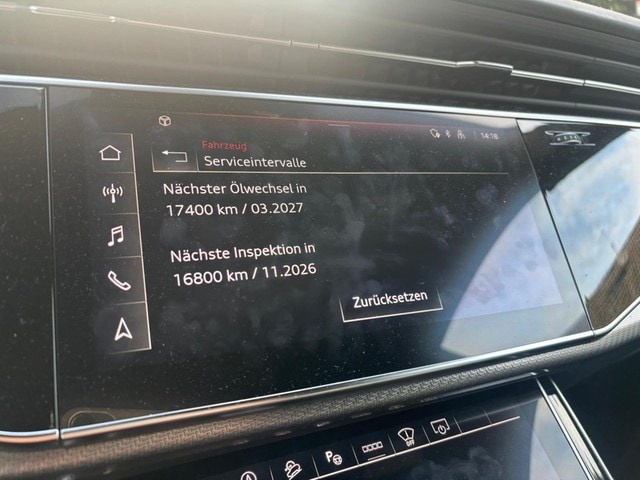 14:18
Fahrzeug
Serviceintervalle
Nächster Ölwechsel in
17400 km / 03.2027
Nächste Inspektion in
16800 km / 11.2026
Zurücksetzen
P
OFF